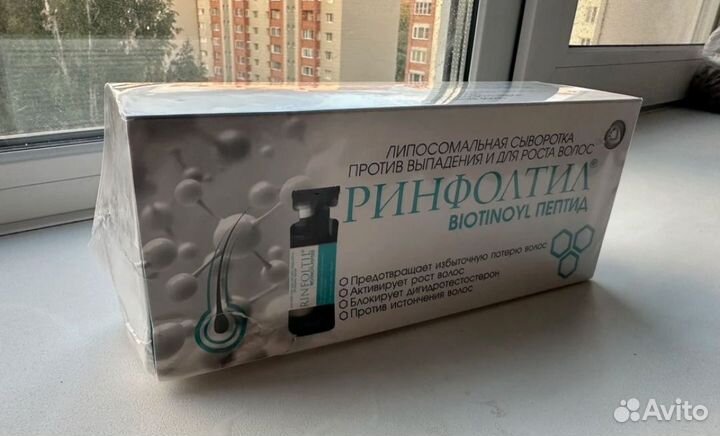 ЛИПОСОМАЛЬНАЯ СЫВОРОТКА
ПРОТИВ ВЫПАДЕНИЯ И ДЛЯ РОСТА ВОЛОС
РИНФОЛТИЛ®
BIOTINOYL ПЕПТИД
Предотвращает избыточную потерю волос
Активирует рост волос
Блокирует дигидротестостерон
Против истончения волос
RINFOLTIL
Avito